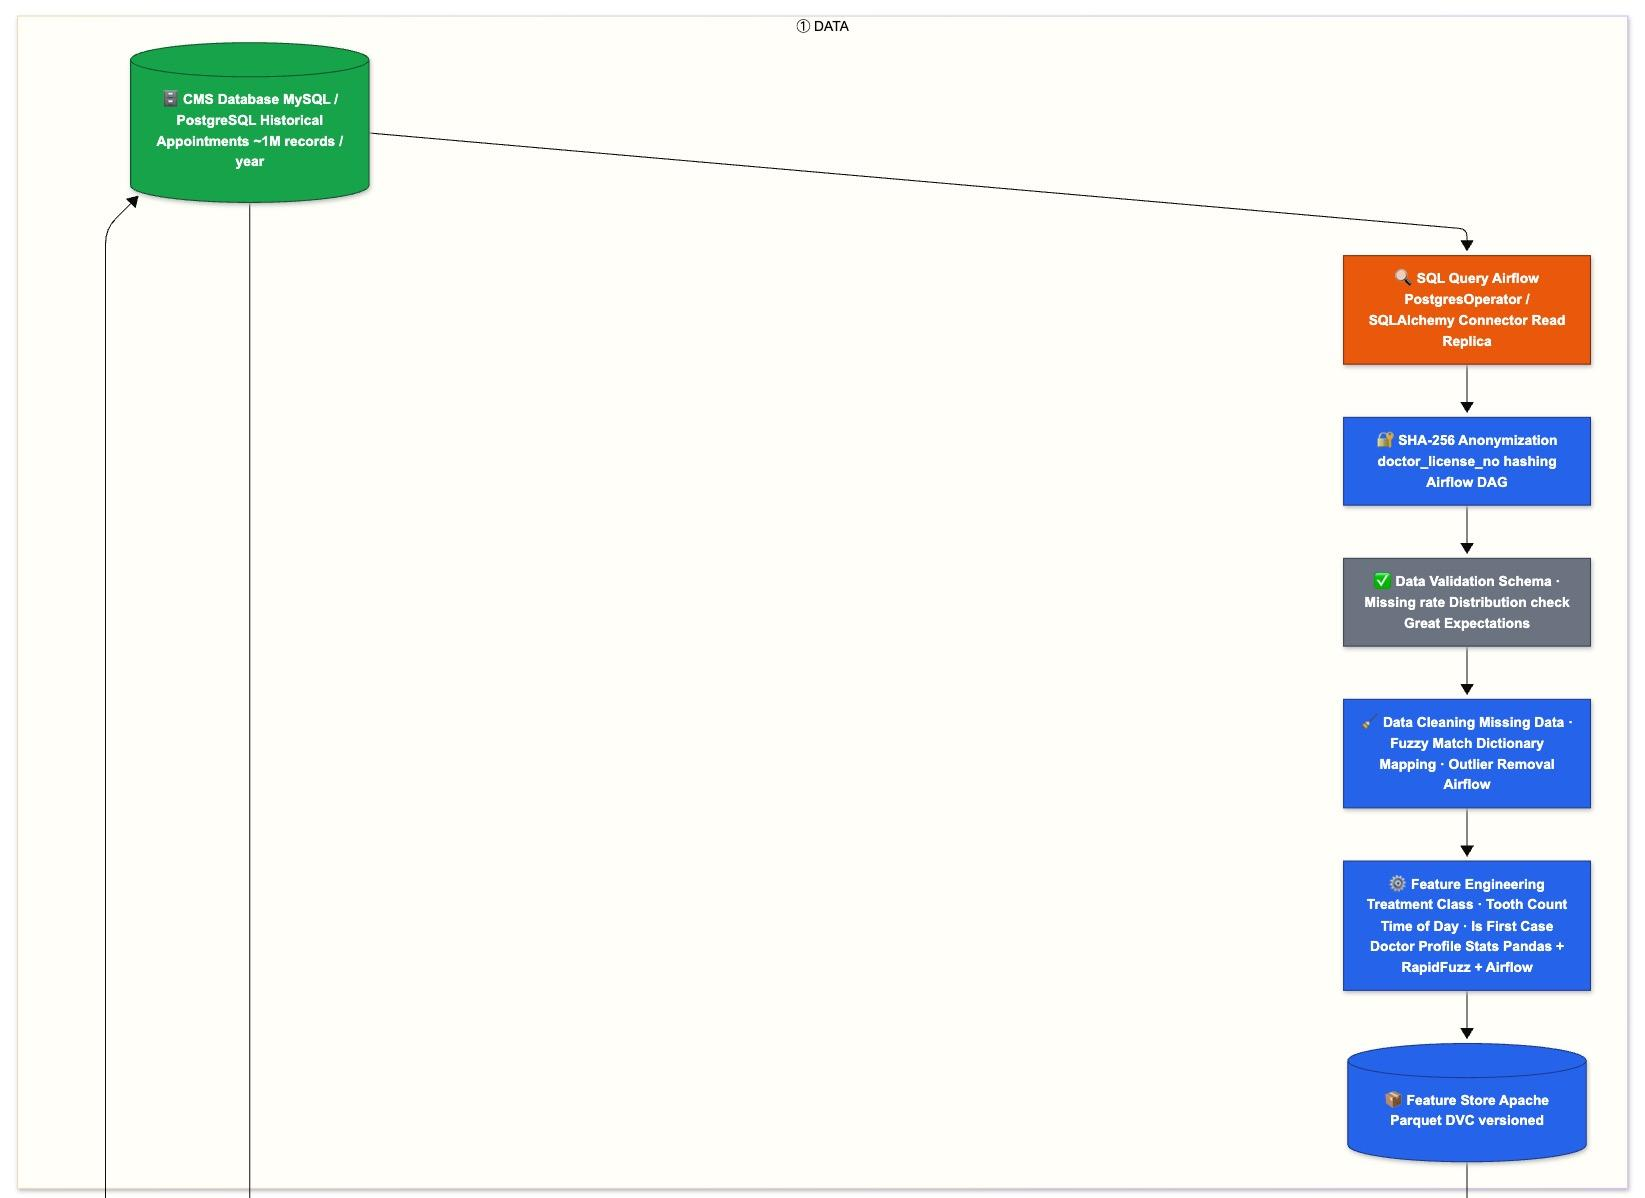 ① DATA
🗄️ CMS Database MySQL /
PostgreSQL Historical
Appointments ~1M records /
year
🔍 SQL Query Airflow
PostgresOperator /
SQLAlchemy Connector Read
Replica
🔐 SHA-256 Anonymization
doctor_license_no hashing
Airflow DAG
✅ Data Validation Schema ·
Missing rate Distribution check
Great Expectations
🧹 Data Cleaning Missing Data ·
Fuzzy Match Dictionary
Mapping · Outlier Removal
Airflow
⚙️ Feature Engineering
Treatment Class · Tooth Count
Time of Day · Is First Case
Doctor Profile Stats Pandas +
RapidFuzz + Airflow
📦 Feature Store Apache
Parquet DVC versioned